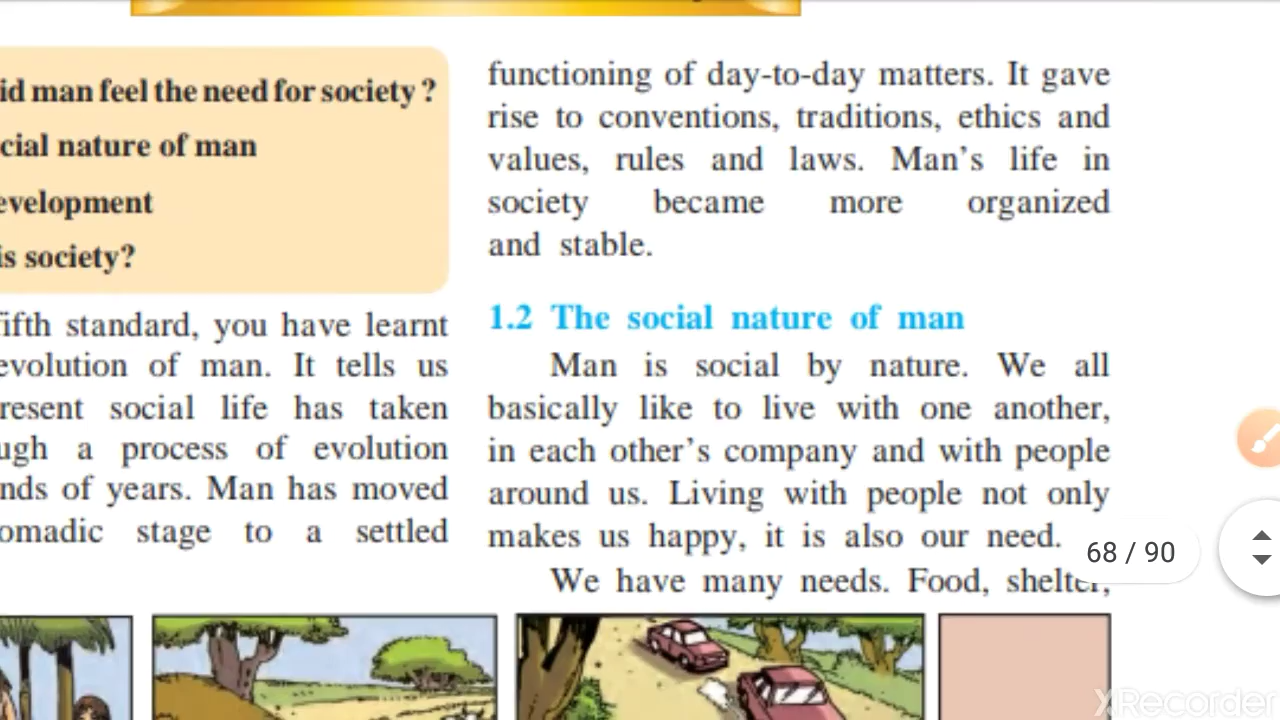 id man feel the need for society ?
cial nature of man
evelopment
is society?
fifth standard, you have learnt
evolution of man. It tells us
resent social life has taken
ugh a process of evolution
nds of years. Man has moved
omadic stage to a settled
functioning of day-to-day matters. It gave
rise to conventions, traditions, ethics and
values, rules and laws. Man's life in
society became more organized
and stable.
1.2 The social nature of man
Man is social by nature. We all
basically like to live with one another,
in each other's company and with people
around us. Living with people not only
makes us happy, it is also our need.
We have many needs. Food, shelter,
68 / 90
XRecorder